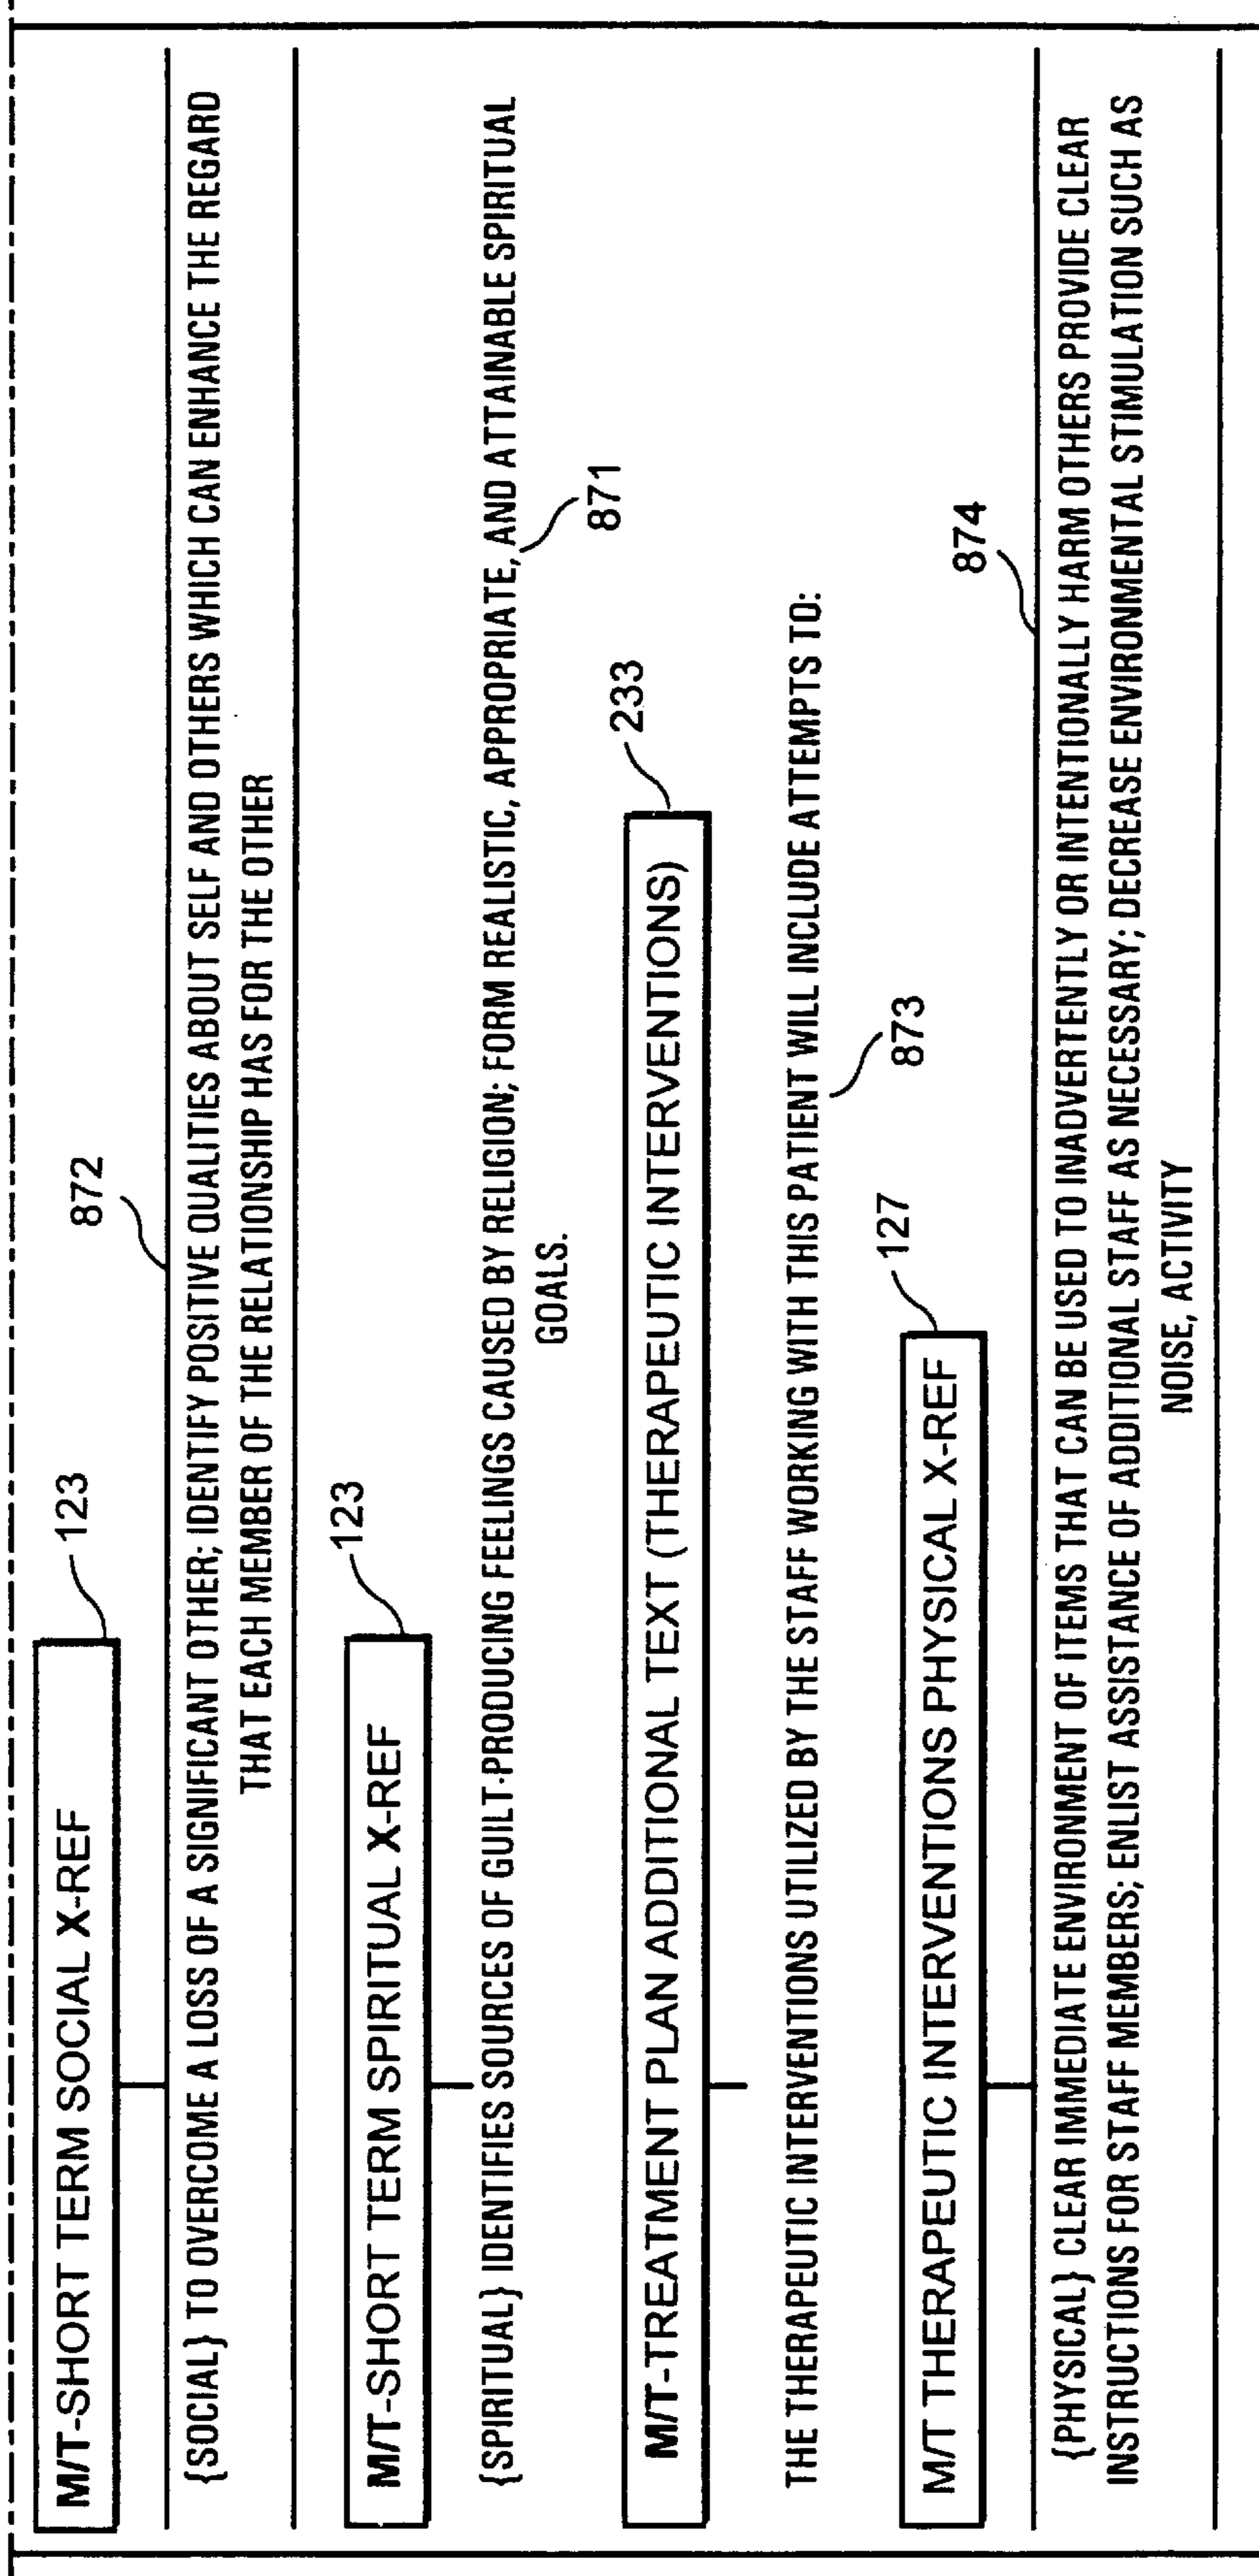 M/T-SHORT TERM SOCIAL X-REF
123
872
{SOCIAL} TO OVERCOME A LOSS OF A SIGNIFICANT OTHER; IDENTIFY POSITIVE QUALITIES ABOUT SELF AND OTHERS WHICH CAN ENHANCE THE REGARD
THAT EACH MEMBER OF THE RELATIONSHIP HAS FOR THE OTHER
M/T-SHORT TERM SPIRITUAL X-REF
123
{SPIRITUAL} IDENTIFIES SOURCES OF GUILT-PRODUCING FEELINGS CAUSED BY RELIGION; FORM REALISTIC, APPROPRIATE, AND ATTAINABLE SPIRITUAL
GOALS.
871
M/T-TREATMENT PLAN ADDITIONAL TEXT (THERAPEUTIC INTERVENTIONS)
233
THE THERAPEUTIC INTERVENTIONS UTILIZED BY THE STAFF WORKING WITH THIS PATIENT WILL INCLUDE ATTEMPTS TO:
873
M/T THERAPEUTIC INTERVENTIONS PHYSICAL X-REF
127
874
{PHYSICAL} CLEAR IMMEDIATE ENVIRONMENT OF ITEMS THAT CAN BE USED TO INADVERTENTLY OR INTENTIONALLY HARM OTHERS PROVIDE CLEAR
INSTRUCTIONS FOR STAFF MEMBERS; ENLIST ASSISTANCE OF ADDITIONAL STAFF AS NECESSARY; DECREASE ENVIRONMENTAL STIMULATION SUCH AS
NOISE, ACTIVITY